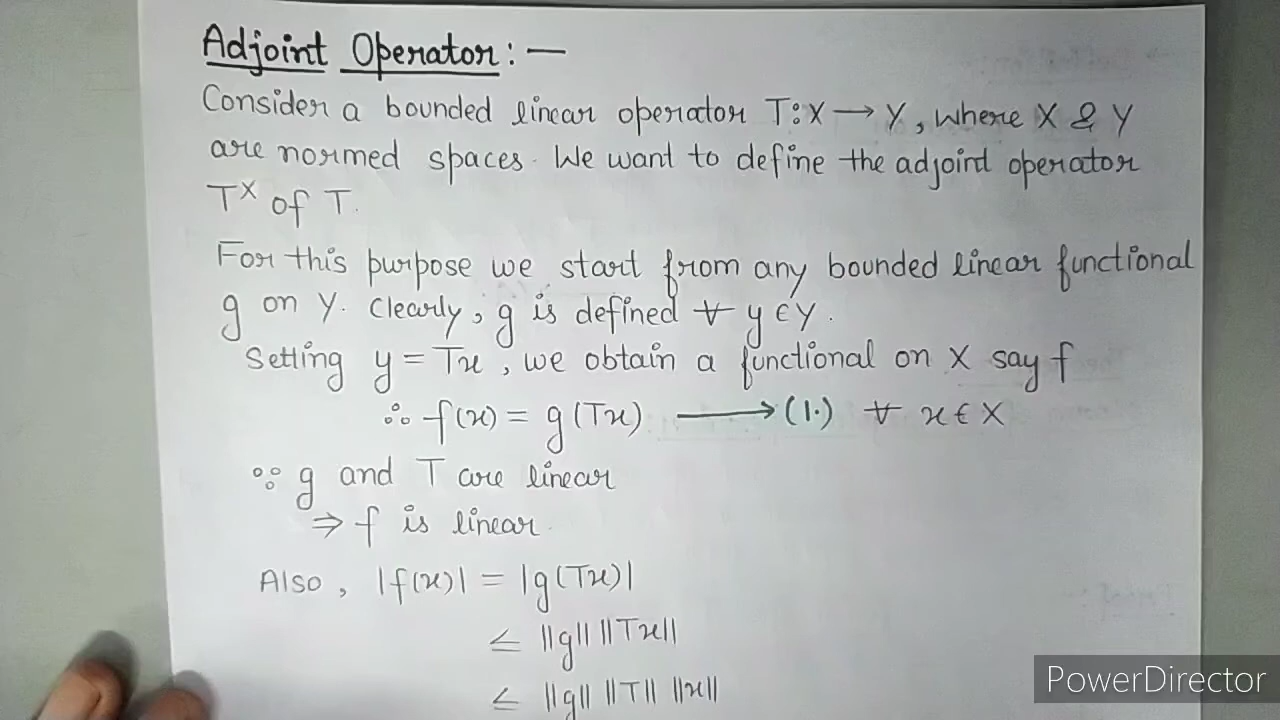 Adjoint Operator : —
Consider a bounded linear operator T: X → Y, where X & Y
are normed spaces. We want to define the adjoint operator
T^× of T.
For this purpose we start from any bounded linear functional
g on Y. Clearly, g is defined ∀ y ∈ Y.
Setting y = Tx, we obtain a functional on X say f
∴ f(x) = g(Tx) ⟶ (1.) ∀ x ∈ X
∵ g and T are linear
⇒ f is linear.
Also, |f(x)| = |g(Tx)|
≤ ||g|| ||Tx||
≤ ||g|| ||T|| ||x||
PowerDirector